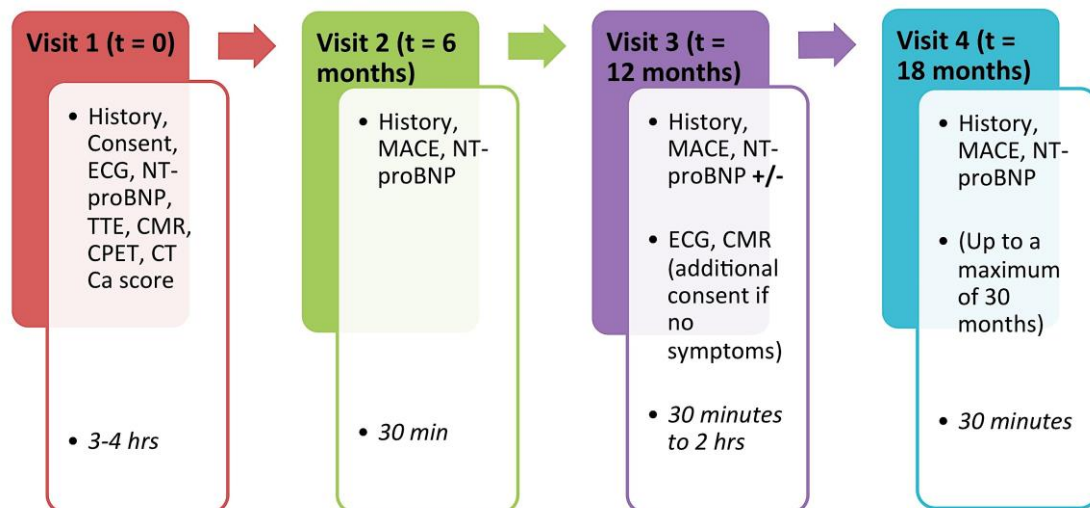 Visit 1 (t = 0)
• History,
Consent,
ECG, NT-
proBNP,
TTE, CMR,
CPET, CT
Ca score
• 3-4 hrs
Visit 2 (t = 6
months)
• History,
MACE, NT-
proBNP
• 30 min
Visit 3 (t =
12 months)
• History,
MACE, NT-
proBNP +/-
• ECG, CMR
(additional
consent if
no
symptoms)
• 30 minutes
to 2 hrs
Visit 4 (t =
18 months)
• History,
MACE, NT-
proBNP
• (Up to a
maximum
of 30
months)
• 30 minutes